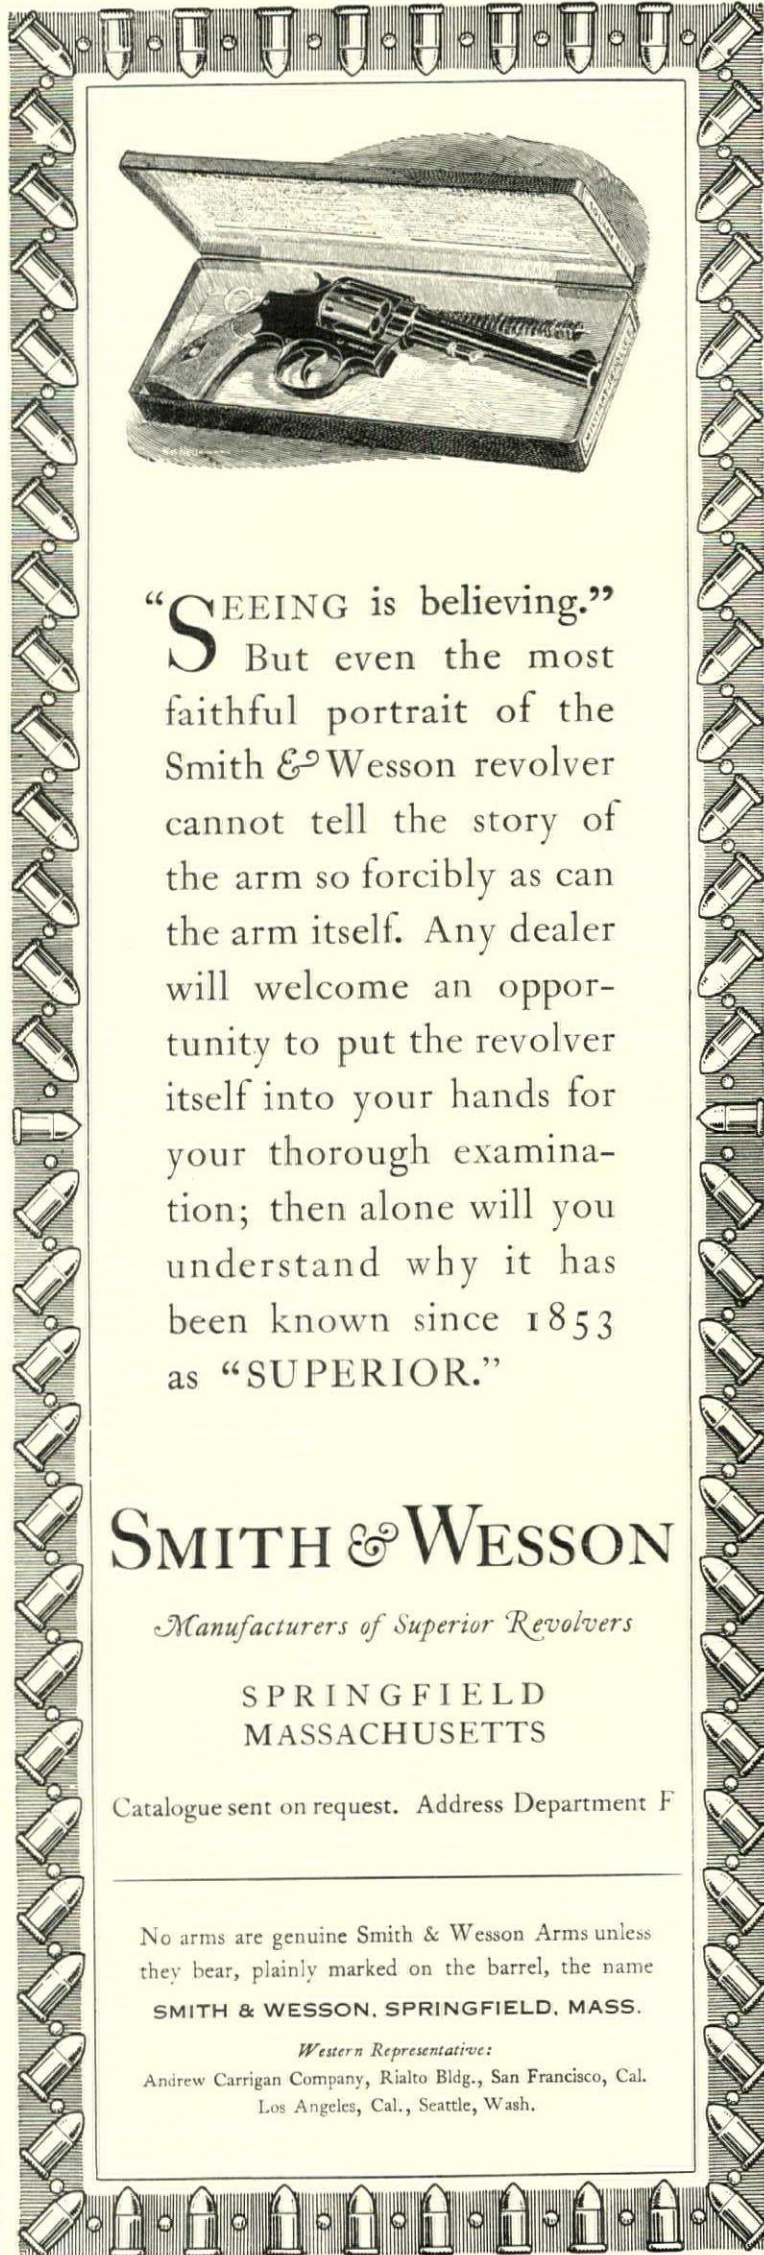 “SEEING is believing.”
But even the most
faithful portrait of the
Smith & Wesson revolver
cannot tell the story of
the arm so forcibly as can
the arm itself. Any dealer
will welcome an oppor-
tunity to put the revolver
itself into your hands for
your thorough examina-
tion; then alone will you
understand why it has
been known since 1853
as “SUPERIOR.”
SMITH & WESSON
Manufacturers of Superior Revolvers
SPRINGFIELD
MASSACHUSETTS
Catalogue sent on request. Address Department F
No arms are genuine Smith & Wesson Arms unless
they bear, plainly marked on the barrel, the name
SMITH & WESSON, SPRINGFIELD, MASS.
Western Representative:
Andrew Carrigan Company, Rialto Bldg., San Francisco, Cal.
Los Angeles, Cal., Seattle, Wash.